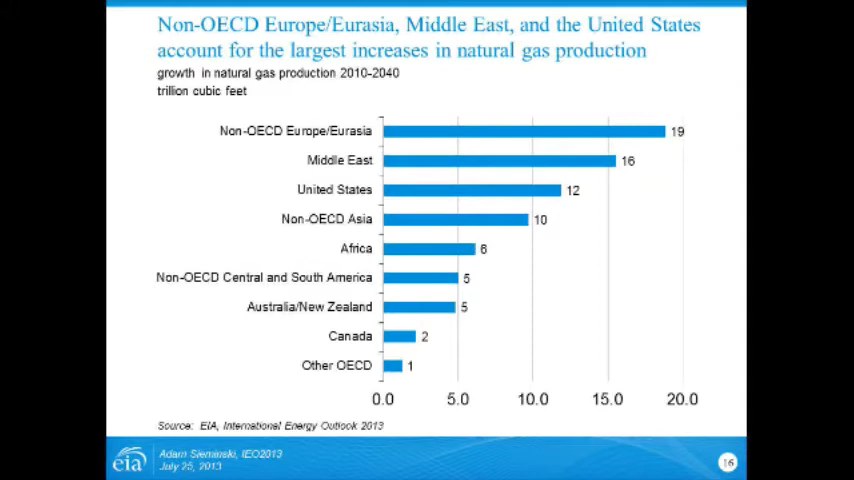 Non-OECD Europe/Eurasia, Middle East, and the United States
account for the largest increases in natural gas production
growth in natural gas production 2010-2040
trillion cubic feet
Non-OECD Europe/Eurasia 19
Middle East 16
United States 12
Non-OECD Asia 10
Africa 6
Non-OECD Central and South America 5
Australia/New Zealand 5
Canada 2
Other OECD 1
0.0 5.0 10.0 15.0 20.0
Source: EIA, International Energy Outlook 2013
eia
Adam Sieminski, IEO2013
July 25, 2013
16